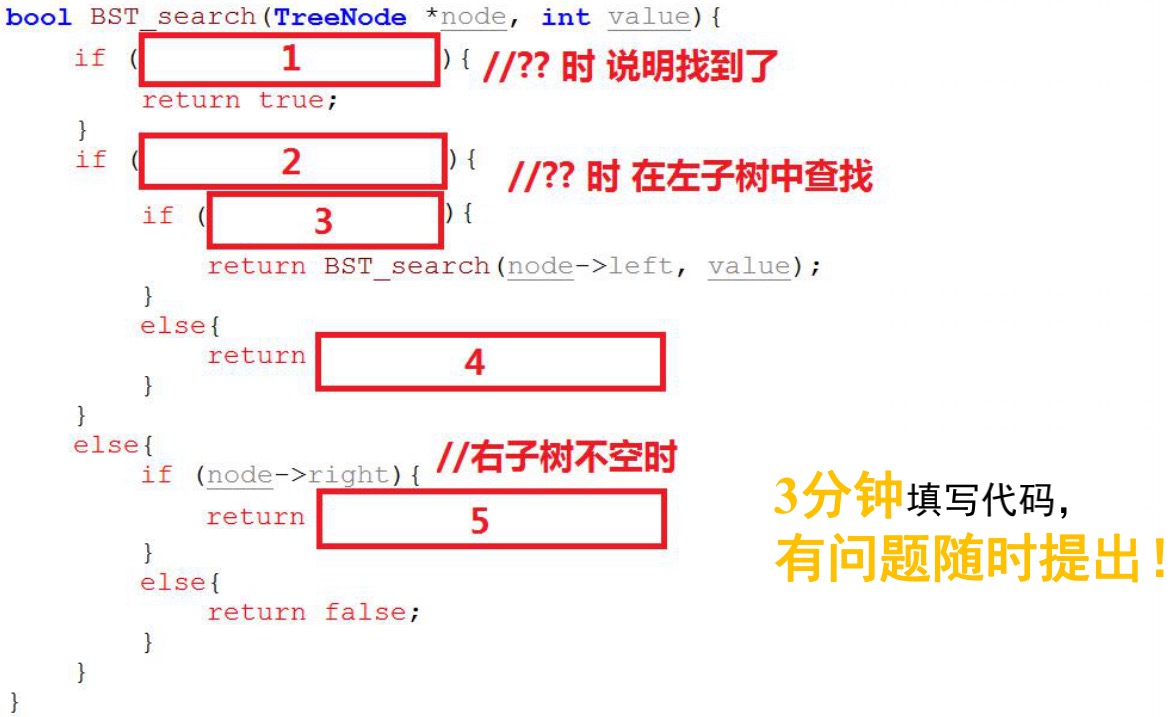 bool BST_search(TreeNode *node, int value){
if ( 1 ){ //?? 时 说明找到了
return true;
}
if ( 2 ){ //?? 时 在左子树中查找
if ( 3 ){
return BST_search(node->left, value);
}
else{
return 4
}
}
else{ //右子树不空时
if (node->right){
return 5
}
else{
return false;
}
}
}
3分钟填写代码，
有问题随时提出！